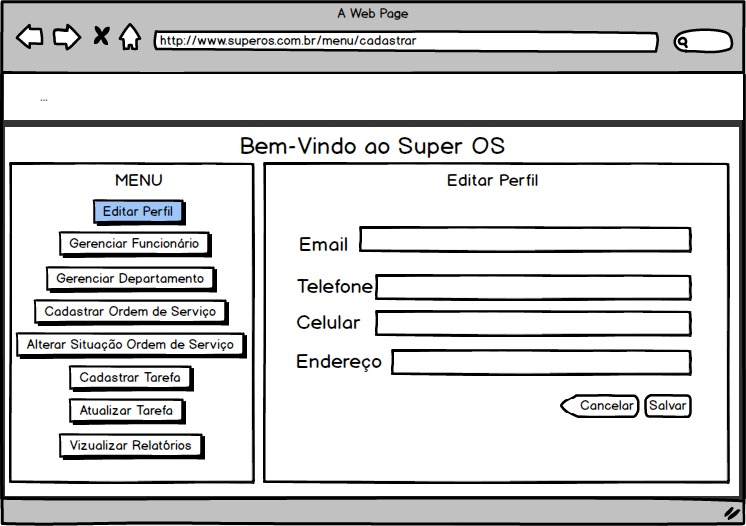 A Web Page
http://www.superos.com.br/menu/cadastrar
...
Bem-Vindo ao Super OS
MENU
Editar Perfil
Gerenciar Funcionário
Gerenciar Departamento
Cadastrar Ordem de Serviço
Alterar Situação Ordem de Serviço
Cadastrar Tarefa
Atualizar Tarefa
Vizualizar Relatórios
Editar Perfil
Email
Telefone
Celular
Endereço
Cancelar Salvar